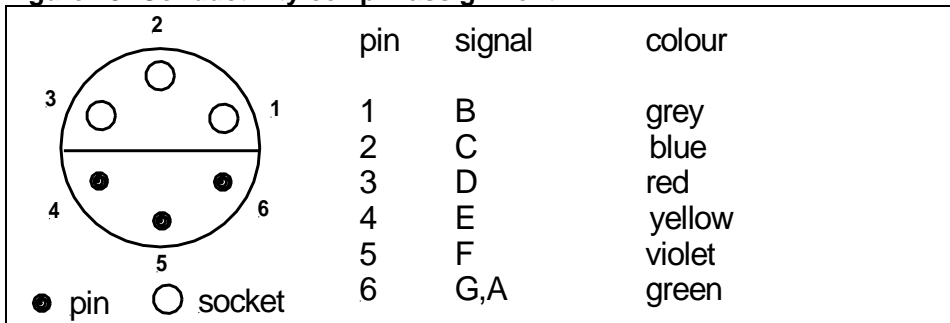 2
3
1
4
6
5
pin socket
pin signal colour
1 B grey
2 C blue
3 D red
4 E yellow
5 F violet
6 G,A green